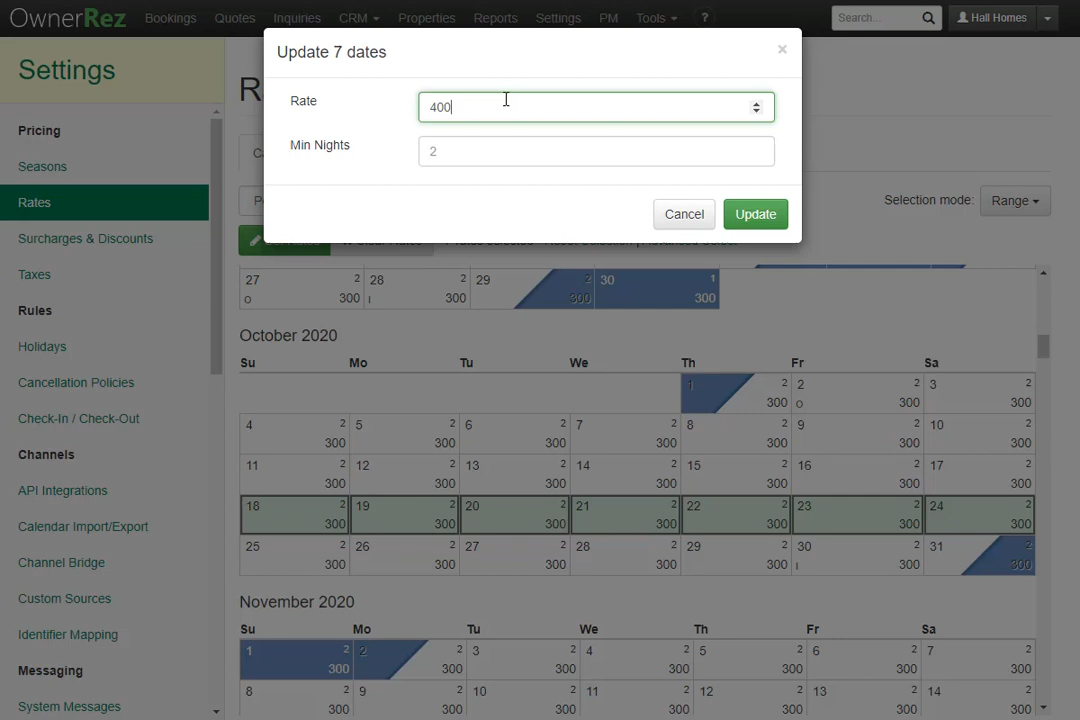 OwnerRez Bookings Quotes Inquiries CRM Properties Reports Settings PM Tools ? Search... Hall Homes
Settings
Update 7 dates ×
Rate 400
Min Nights 2
Cancel Update
Selection mode: Range
Pricing
Seasons
Rates
Surcharges & Discounts
Taxes
Rules
Holidays
Cancellation Policies
Check-In / Check-Out
Channels
API Integrations
Calendar Import/Export
Channel Bridge
Custom Sources
Identifier Mapping
Messaging
System Messages
27 2 28 2 29 2 30 1
O 300 I 300 300 300
October 2020
Su Mo Tu We Th Fr Sa
1 2 2 2 3 2
300 O 300 300
4 2 5 2 6 2 7 2 8 2 9 2 10 2
300 300 300 300 300 300 300
11 2 12 2 13 2 14 2 15 2 16 2 17 2
300 300 300 300 300 300 300
18 2 19 2 20 2 21 2 22 2 23 2 24 2
300 300 300 300 300 300 300
25 2 26 2 27 2 28 2 29 2 30 2 31 2
300 300 300 300 300 I 300 300
November 2020
Su Mo Tu We Th Fr Sa
1 2 2 2 3 2 4 2 5 2 6 2 7 2
300 300 300 300 300 300 300
8 2 9 2 10 2 11 2 12 2 13 2 14 2
300 300 300 300 300 300 300